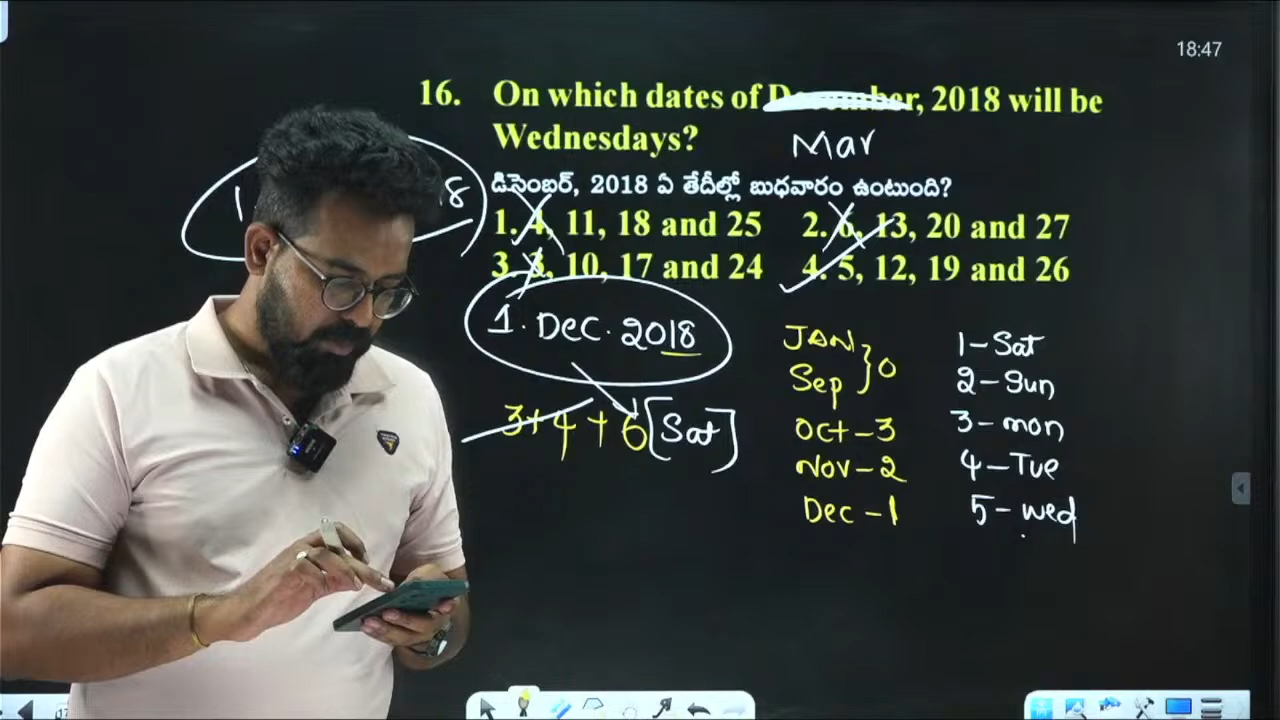 18:47
16. On which dates of December, 2018 will be
Wednesdays?
Mar
డిసెంబర్, 2018 ఏ తేదీల్లో బుధవారం ఉంటుంది?
1. 4, 11, 18 and 25 2. 6, 13, 20 and 27
3. 3, 10, 17 and 24 4. 5, 12, 19 and 26
1 8
1. Dec. 2018
3+4+6[Sat]
JAN
Sep } 0
Oct - 3
Nov - 2
Dec - 1
1 - Sat
2 - Sun
3 - mon
4 - Tue
5 - wed